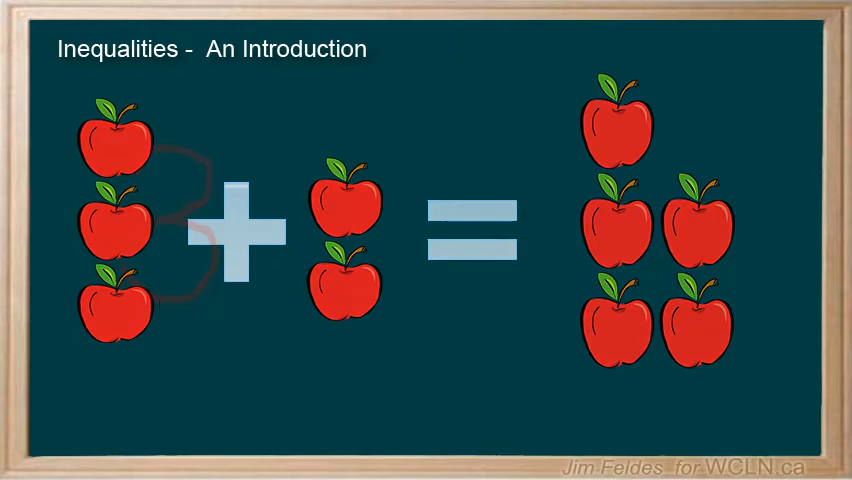 Inequalities -  An Introduction
Jim Feldes  for WCLN.ca